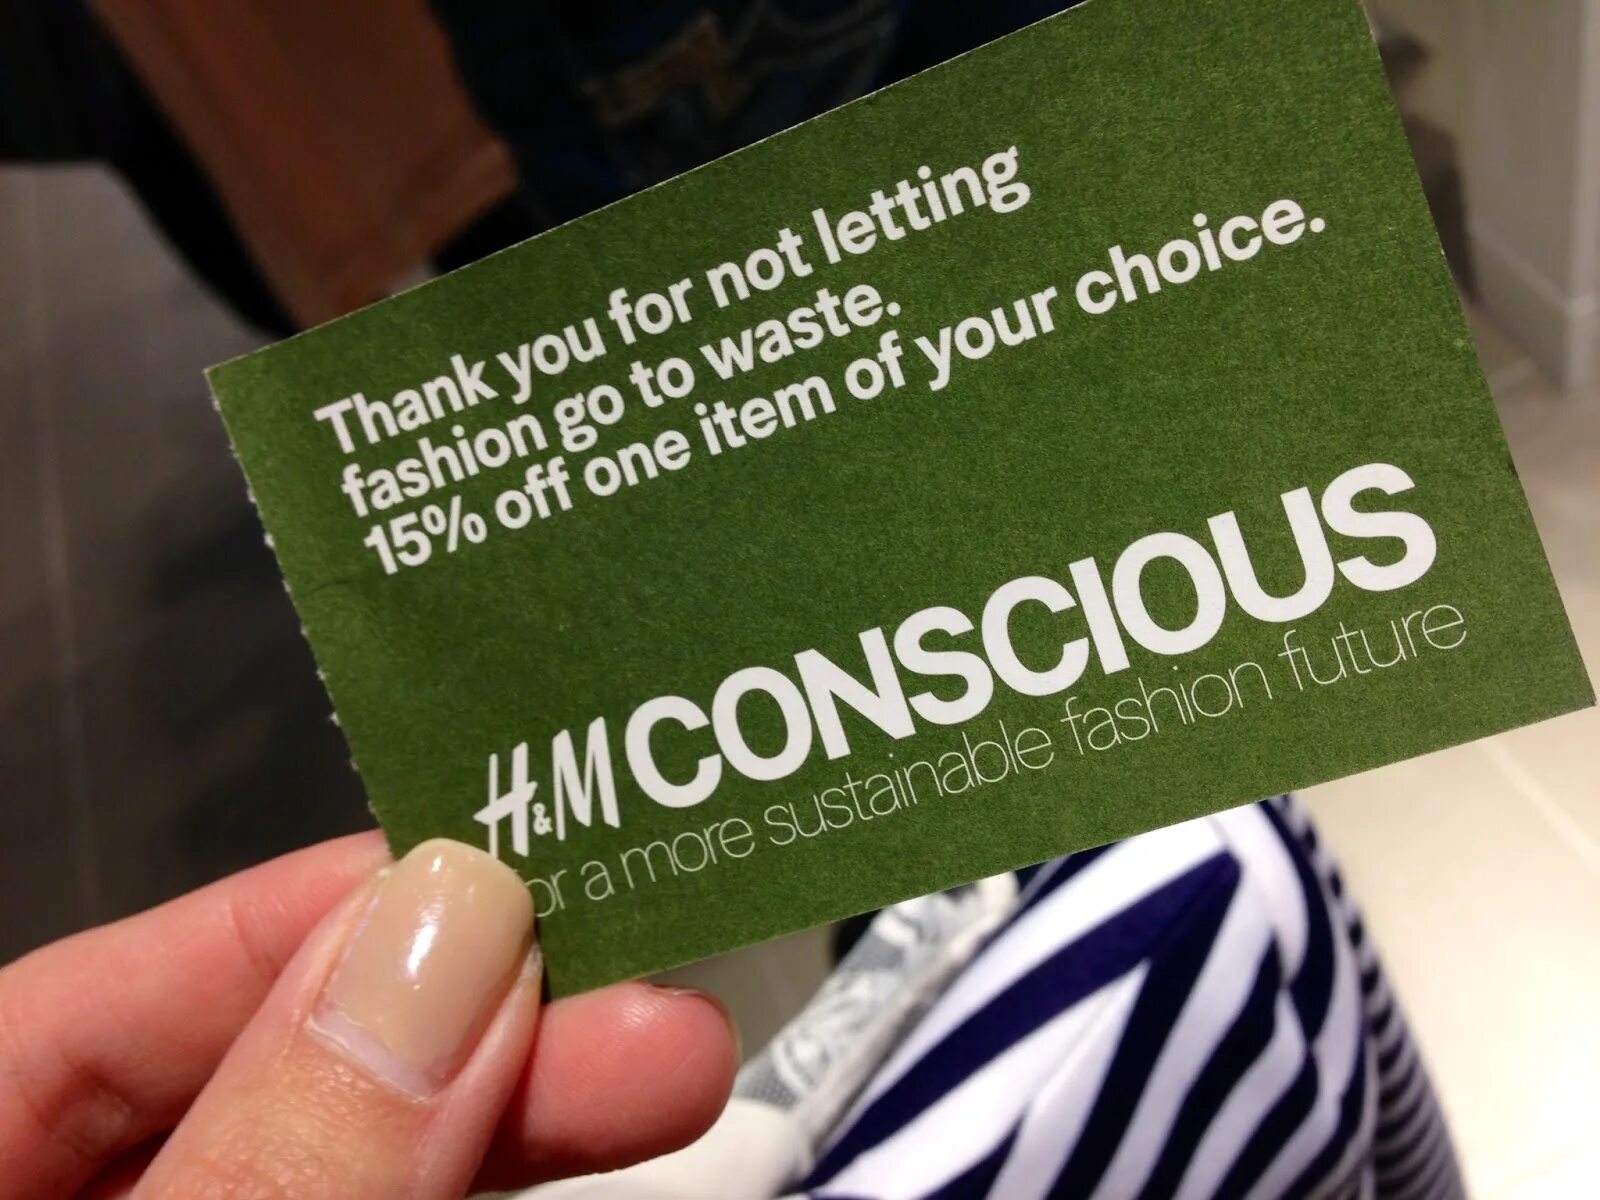 Thank you for not letting
fashion go to waste.
15% off one item of your choice.
H&M CONSCIOUS
or a more sustainable fashion future